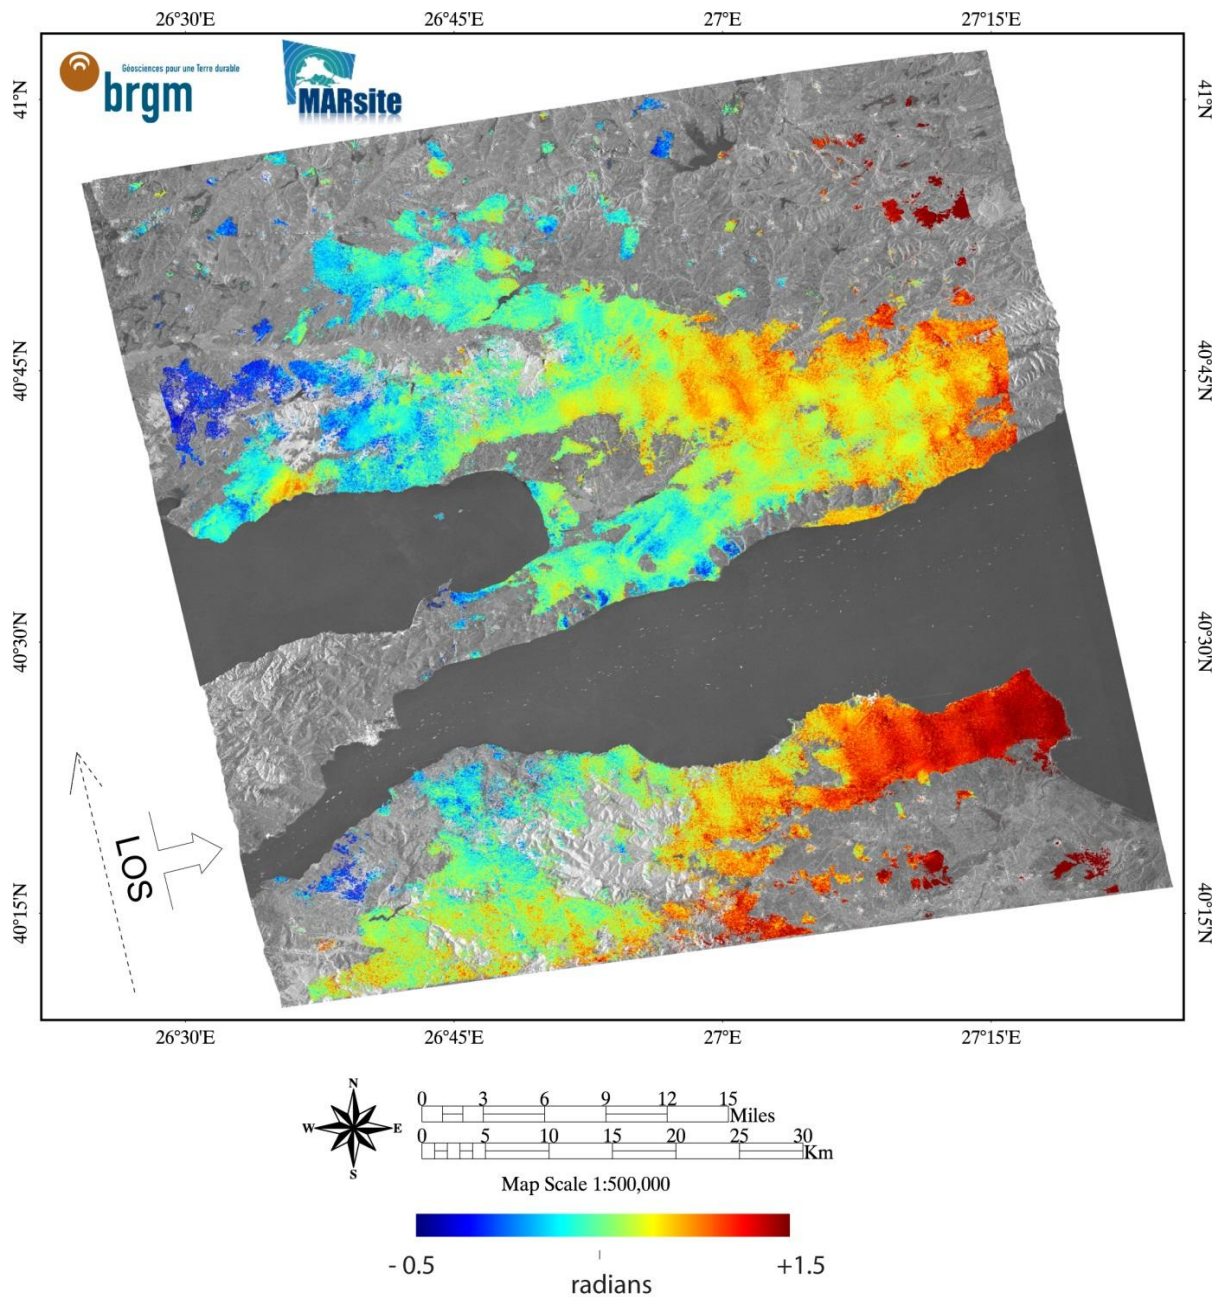 26°30'E 26°45'E 27°E 27°15'E
Géosciences pour une Terre durable
brgm
MARsite
41°N 41°N
40°45'N 40°45'N
40°30'N 40°30'N
LOS
40°15'N 40°15'N
26°30'E 26°45'E 27°E 27°15'E
N
W E
S
0 3 6 9 12 15
Miles
0 5 10 15 20 25 30
Km
Map Scale 1:500,000
- 0.5 +1.5
radians